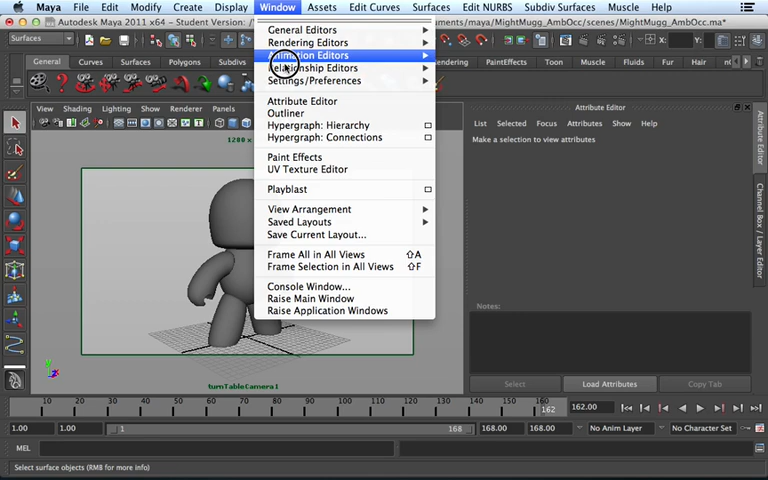 Maya File Edit Modify Create Display Window Assets Edit Curves Surfaces Edit NURBS Subdiv Surfaces Muscle Help
Autodesk Maya 2011 x64 - Student Version: uments/maya/MightMugg_AmbOcc/scenes/MightMugg_AmbOcc.ma*
Surfaces X: Y:
General Curves Surfaces Polygons Rendering PaintEffects Toon Muscle Fluids Fur Hair
View Shading Lighting Show Renderer Panels
1200 x
General Editors
Rendering Editors
Animation Editors
Relationship Editors
Settings/Preferences
Attribute Editor
Outliner
Hypergraph: Hierarchy
Hypergraph: Connections
Paint Effects
UV Texture Editor
Playblast
View Arrangement
Saved Layouts
Save Current Layout...
Frame All in All Views ⇧A
Frame Selection in All Views ⇧F
Console Window...
Raise Main Window
Raise Application Windows
Attribute Editor
List Selected Focus Attributes Show Help
Make a selection to view attributes
Attribute Editor
Channel Box / Layer Editor
Notes:
Select Load Attributes Copy Tab
turnTableCamera1
10 20 30 40 50 60 70 80 90 100 110 120 130 140 150 160 162 162.00
1.00 1.00 1 168 168.00 168.00 No Anim Layer No Character Set
MEL
Select surface objects (RMB for more info)